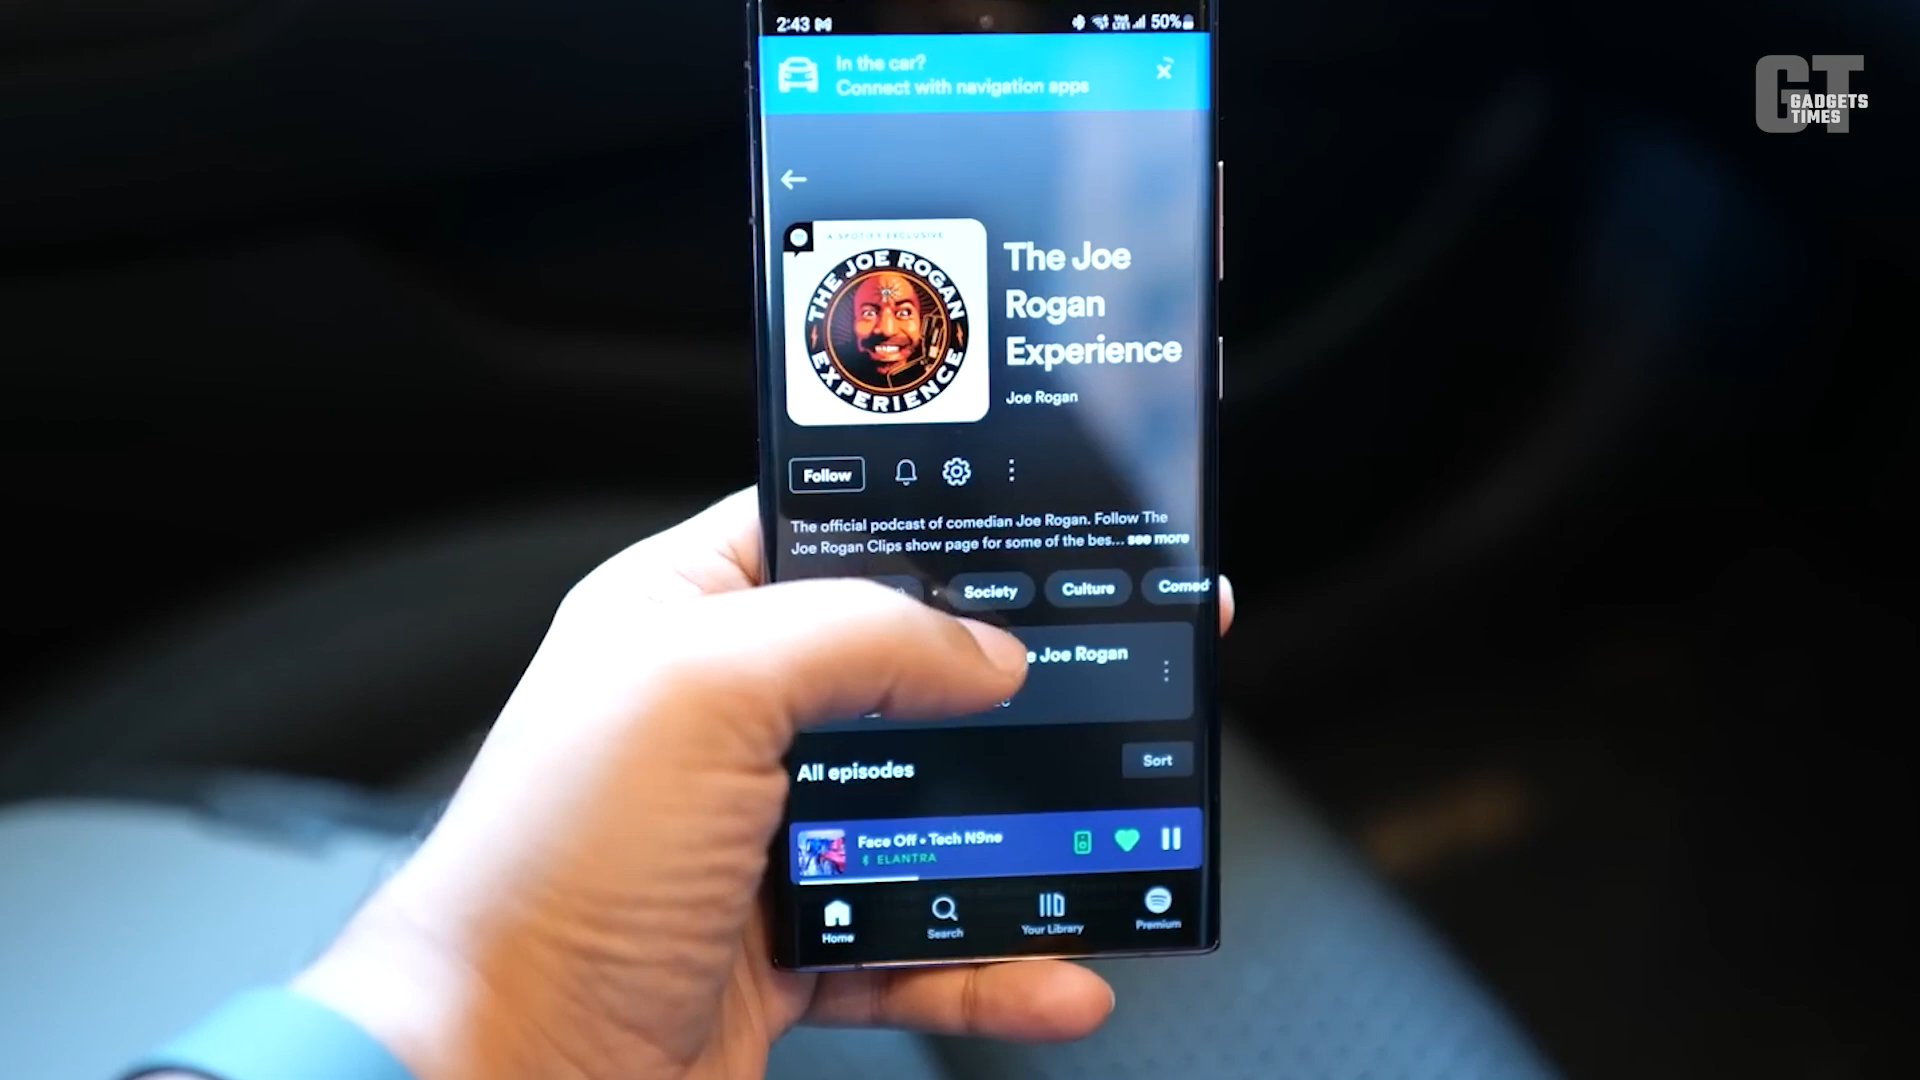 2:43
50%
In the car?
Connect with navigation apps
GT
GADGETS
TIMES
A SPOTIFY EXCLUSIVE
THE JOE ROGAN
EXPERIENCE
The Joe
Rogan
Experience
Joe Rogan
Follow
The official podcast of comedian Joe Rogan. Follow The
Joe Rogan Clips show page for some of the bes... see more
Society
Culture
Comed
e Joe Rogan
All episodes
Sort
Face Off • Tech N9ne
ELANTRA
Home
Search
Your Library
Premium